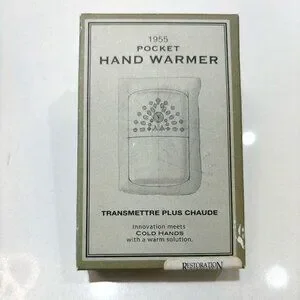 1955
POCKET
HAND WARMER
TRANSMETTRE PLUS CHAUDE
Innovation meets
COLD HANDS
with a warm solution.
RESTORATION